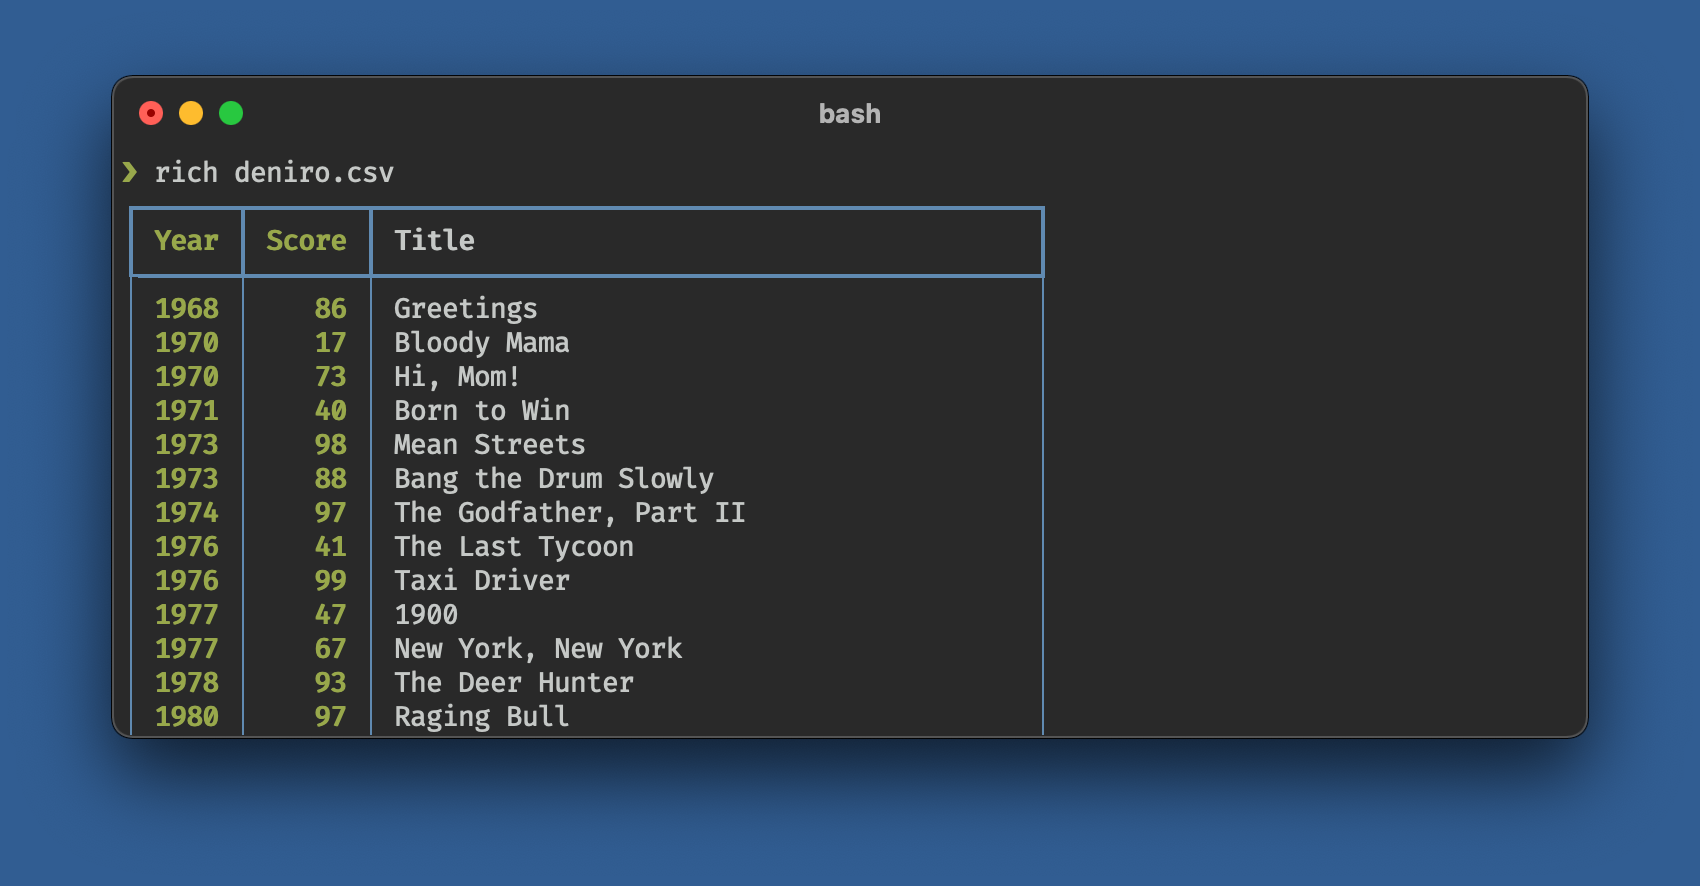 bash
❯ rich deniro.csv
Year Score Title
1968 86 Greetings
1970 17 Bloody Mama
1970 73 Hi, Mom!
1971 40 Born to Win
1973 98 Mean Streets
1973 88 Bang the Drum Slowly
1974 97 The Godfather, Part II
1976 41 The Last Tycoon
1976 99 Taxi Driver
1977 47 1900
1977 67 New York, New York
1978 93 The Deer Hunter
1980 97 Raging Bull